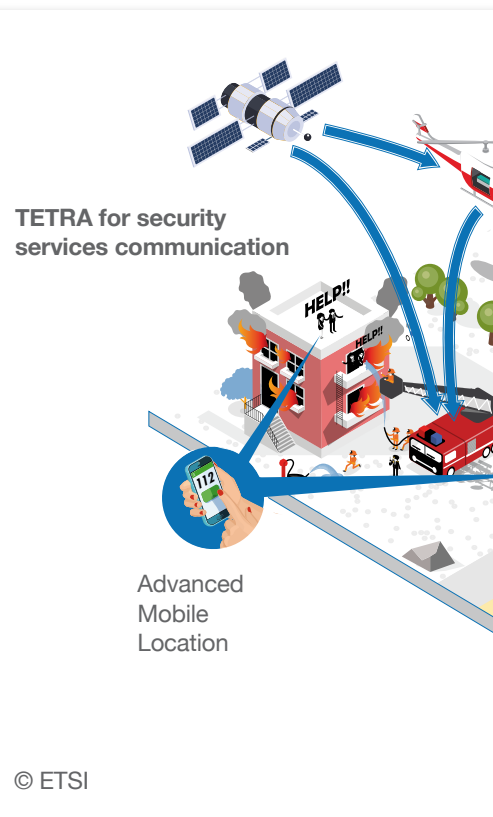 TETRA for security
services communication
HELP!!
HELP!!
112
Advanced
Mobile
Location
© ETSI